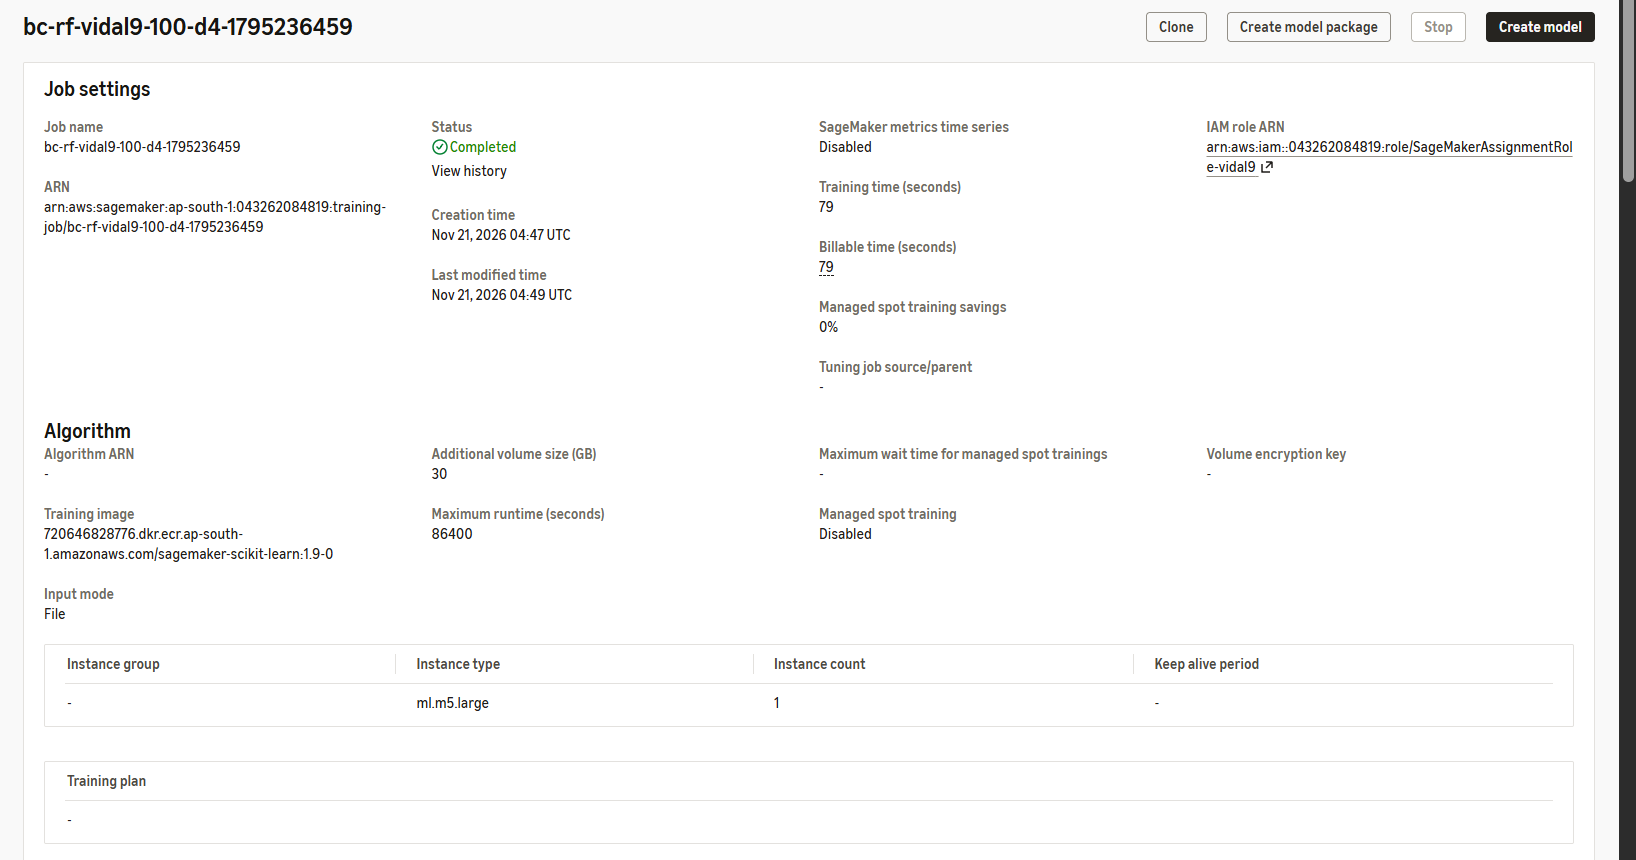 bc-rf-vidal9-100-d4-1795236459
Clone
Create model package
Stop
Create model
Job settings
Job name
bc-rf-vidal9-100-d4-1795236459
ARN
arn:aws:sagemaker:ap-south-1:043262084819:training-
job/bc-rf-vidal9-100-d4-1795236459
Status
Completed
View history
Creation time
Nov 21, 2026 04:47 UTC
Last modified time
Nov 21, 2026 04:49 UTC
SageMaker metrics time series
Disabled
Training time (seconds)
79
Billable time (seconds)
79
Managed spot training savings
0%
Tuning job source/parent
-
IAM role ARN
arn:aws:iam::043262084819:role/SageMakerAssignmentRol
e-vidal9
Algorithm
Algorithm ARN
-
Training image
720646828776.dkr.ecr.ap-south-
1.amazonaws.com/sagemaker-scikit-learn:1.9-0
Input mode
File
Additional volume size (GB)
30
Maximum runtime (seconds)
86400
Maximum wait time for managed spot trainings
-
Managed spot training
Disabled
Volume encryption key
-
Instance group
Instance type
Instance count
Keep alive period
-
ml.m5.large
1
-
Training plan
-